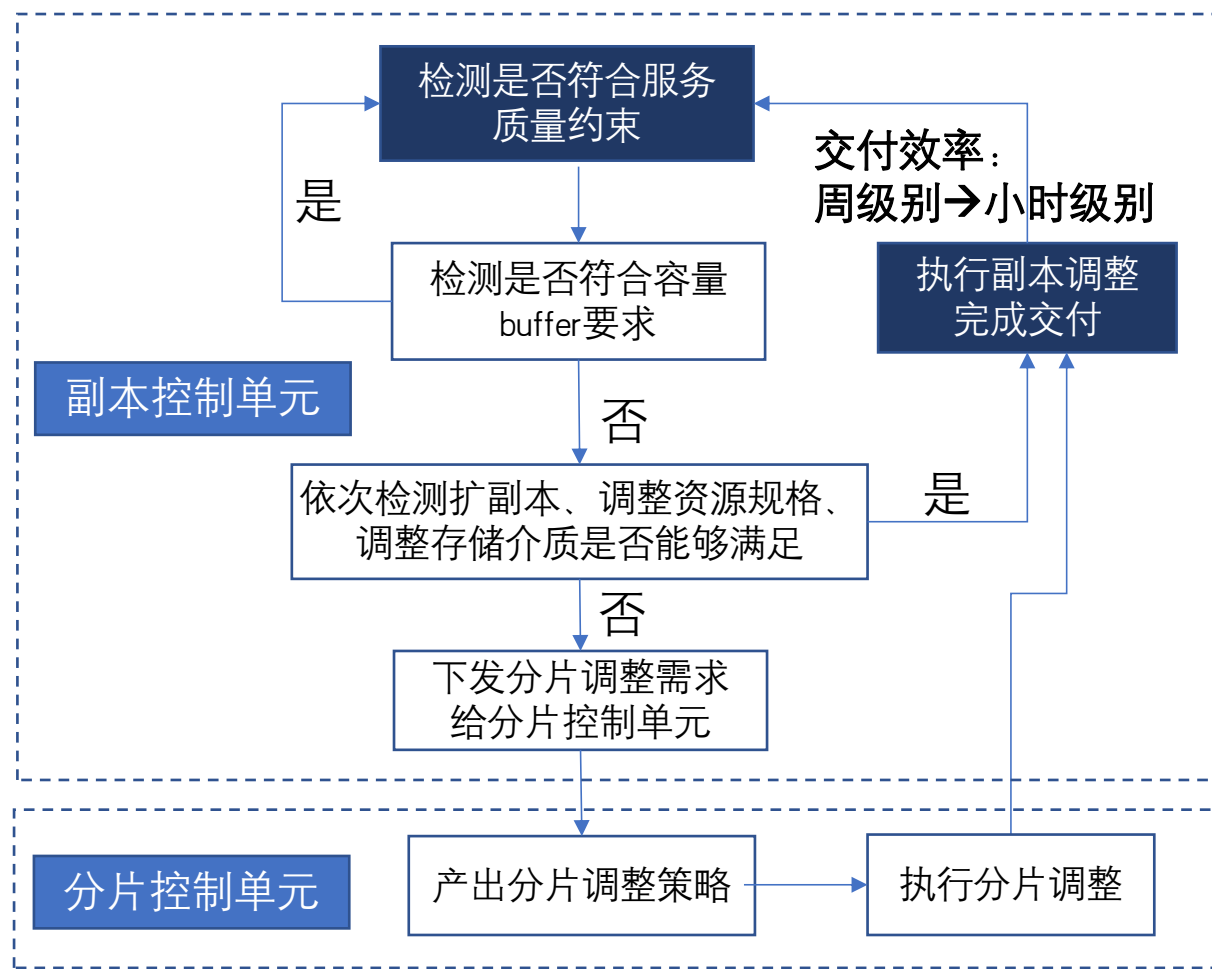 检测是否符合服务
质量约束
交付效率：
周级别→小时级别
是
检测是否符合容量
buffer要求
执行副本调整
完成交付
副本控制单元
否
依次检测扩副本、调整资源规格、
调整存储介质是否能够满足
是
否
下发分片调整需求
给分片控制单元
分片控制单元
产出分片调整策略
执行分片调整